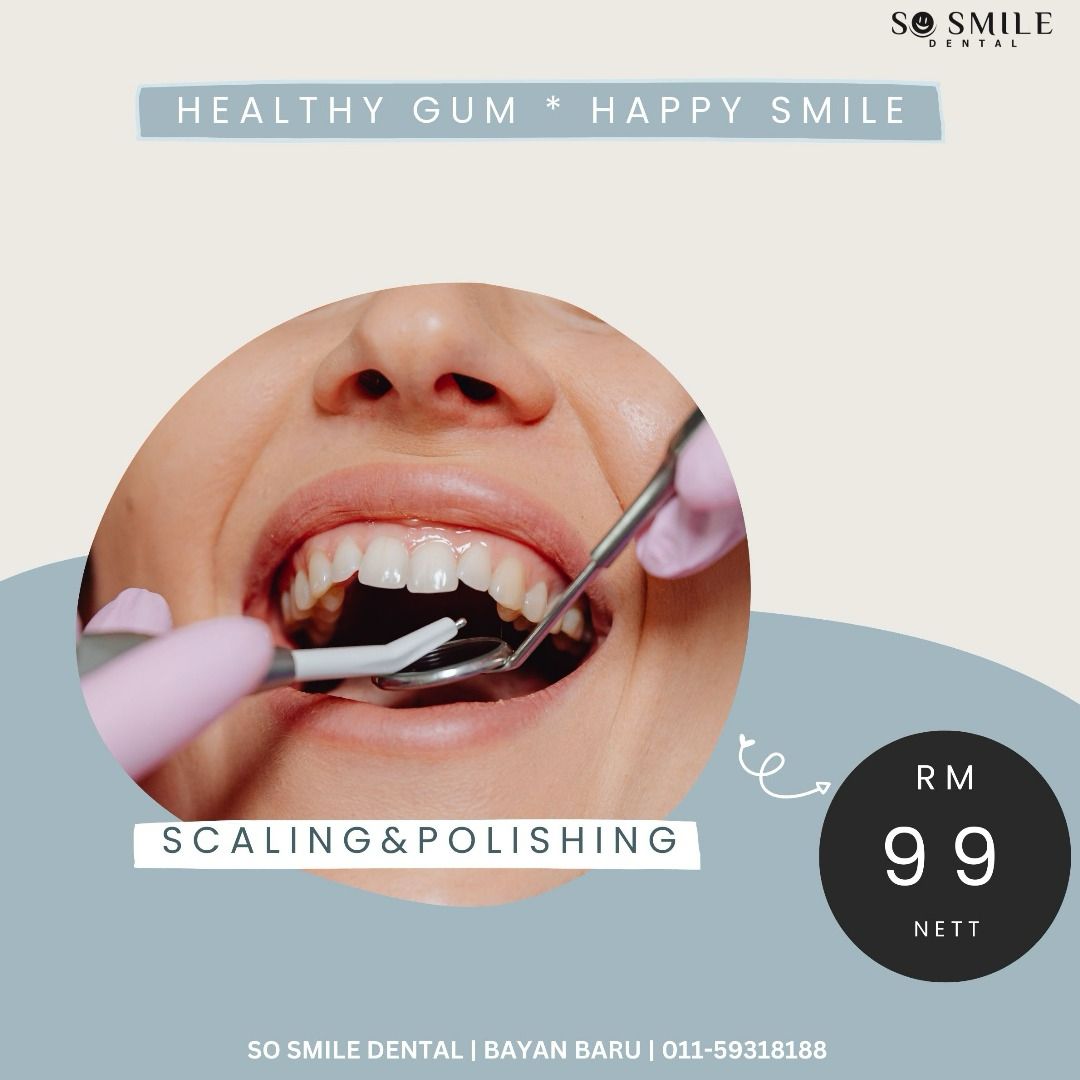 SO SMILE
DENTAL
HEALTHY GUM * HAPPY SMILE
SCALING&POLISHING
RM
99
NETT
SO SMILE DENTAL | BAYAN BARU | 011-59318188